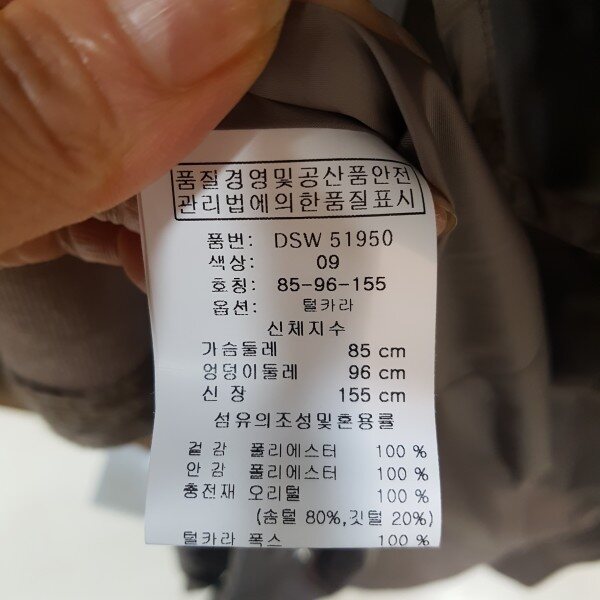 품질경영및공산품안전
관리법에의한품질표시
품번: DSW 51950
색상: 09
호칭: 85-96-155
옵션: 털카라
신체지수
가슴둘레 85 cm
엉덩이둘레 96 cm
신 장 155 cm
섬유의조성및혼용률
겉 감 폴리에스터 100 %
안 감 폴리에스터 100 %
충전재 오리털 100 %
(솜털 80%,깃털 20%)
털카라 폭스 100 %